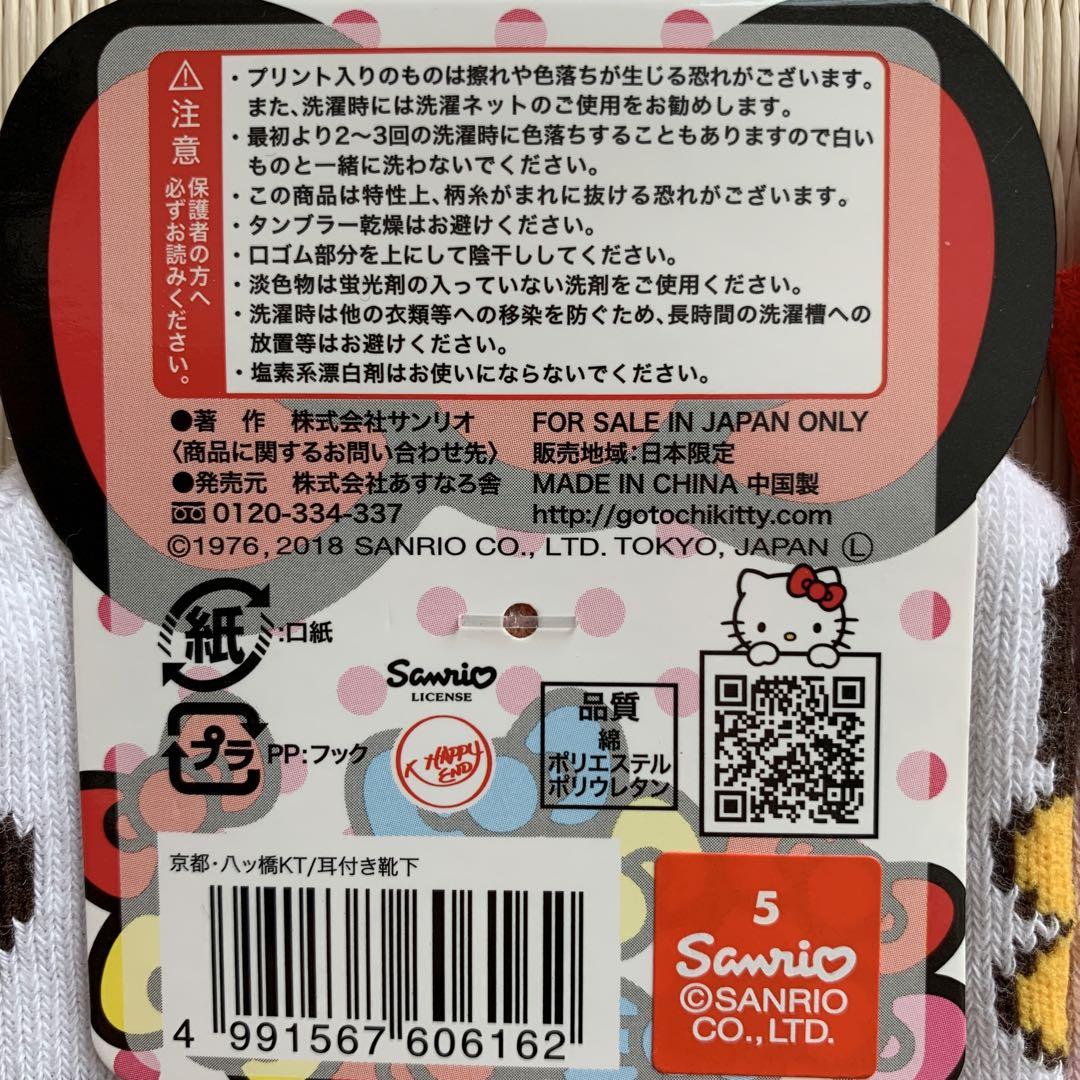 ⚠注意
保護者の方へ
必ずお読みください。
・プリント入りのものは擦れや色落ちが生じる恐れがございます。
また、洗濯時には洗濯ネットのご使用をお勧めします。
・最初より2〜3回の洗濯時に色落ちすることもありますので白い
ものと一緒に洗わないでください。
・この商品は特性上、柄糸がまれに抜ける恐れがございます。
・タンブラー乾燥はお避けください。
・口ゴム部分を上にして陰干ししてください。
・淡色物は蛍光剤の入っていない洗剤をご使用ください。
・洗濯時は他の衣類等への移染を防ぐため、長時間の洗濯槽への
放置等はお避けください。
・塩素系漂白剤はお使いにならないでください。
●著 作 株式会社サンリオ
〈商品に関するお問い合わせ先〉
●発売元 株式会社あすなろ舎
0120-334-337
FOR SALE IN JAPAN ONLY
販売地域:日本限定
MADE IN CHINA 中国製
http://gotochikitty.com
©1976, 2018 SANRIO CO., LTD. TOKYO, JAPAN Ⓛ
紙:口紙
プラ PP:フック
Sanrio
LICENSE
HAPPY
END
品質
綿
ポリエステル
ポリウレタン
京都・八ッ橋KT/耳付き靴下
4 991567 606162
5
Sanrio
©SANRIO
CO., LTD.